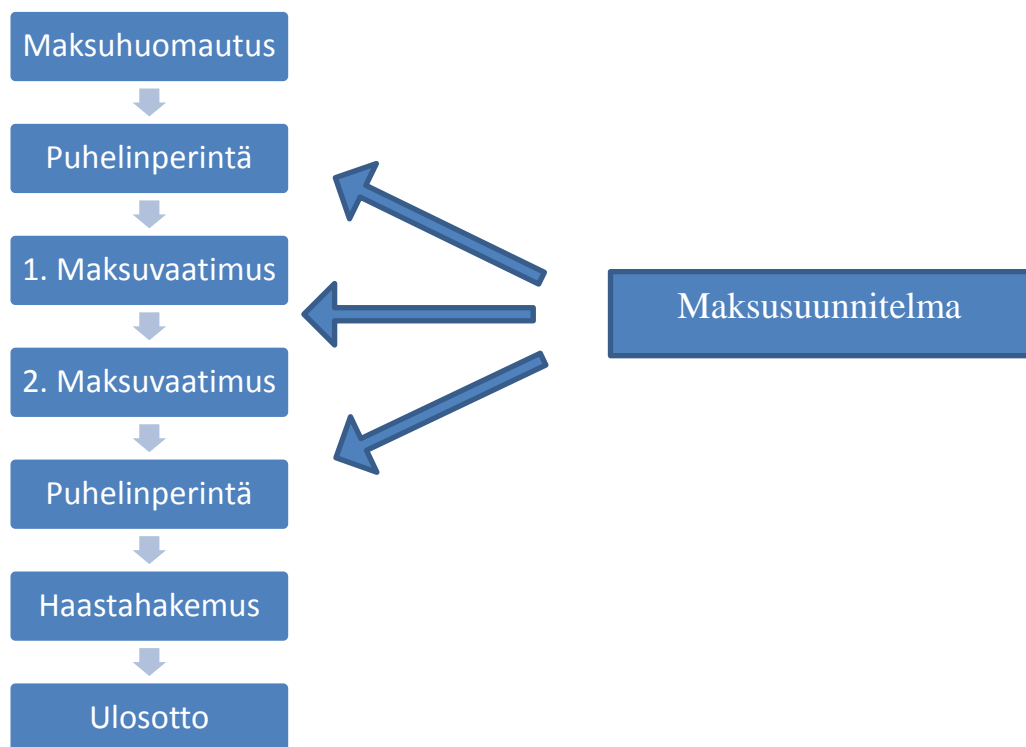 Maksuhuomautus
Puhelinperintä
1. Maksuvaatimus
2. Maksuvaatimus
Puhelinperintä
Haastahakemus
Ulosotto
Maksusuunnitelma